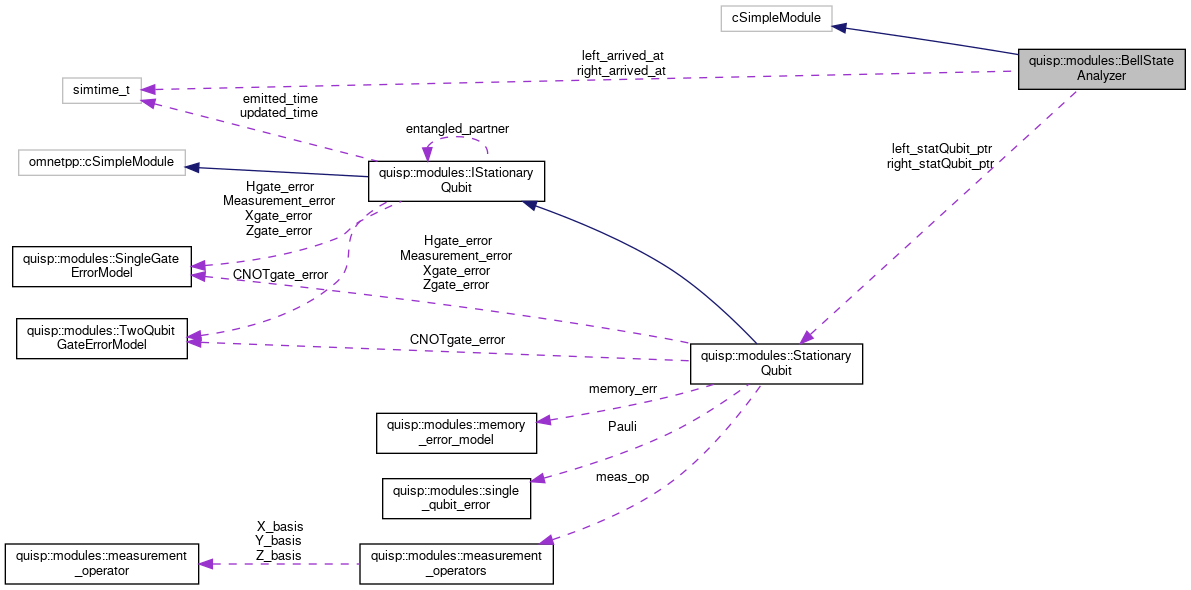 cSimpleModule
quisp::modules::BellState
Analyzer
left_arrived_at
right_arrived_at
simtime_t
emitted_time
updated_time
entangled_partner
omnetpp::cSimpleModule
quisp::modules::IStationary
Qubit
left_statQubit_ptr
right_statQubit_ptr
Hgate_error
Measurement_error
Xgate_error
Zgate_error
quisp::modules::SingleGate
ErrorModel
CNOTgate_error
Hgate_error
Measurement_error
Xgate_error
Zgate_error
quisp::modules::TwoQubit
GateErrorModel
CNOTgate_error
quisp::modules::Stationary
Qubit
memory_err
quisp::modules::memory
_error_model
Pauli
quisp::modules::single
_qubit_error
meas_op
X_basis
Y_basis
Z_basis
quisp::modules::measurement
_operator
quisp::modules::measurement
_operators